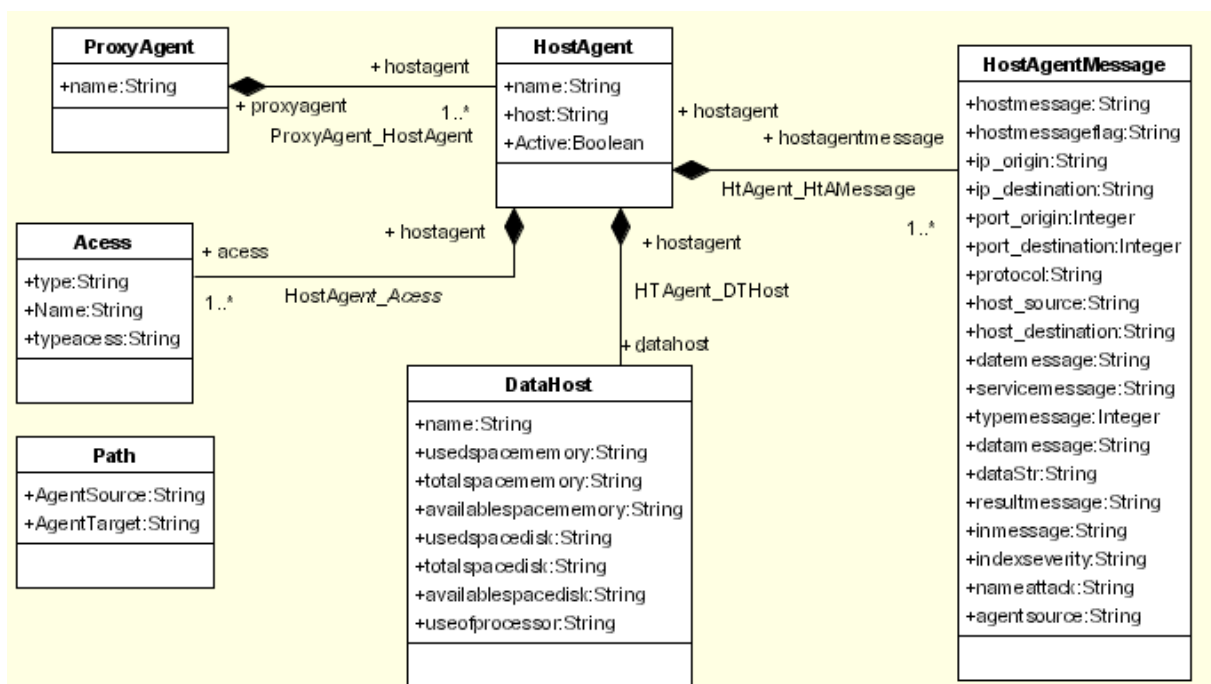 ProxyAgent
+name:String
+ hostagent
+ proxyagent
1..*
ProxyAgent_HostAgent
HostAgent
+name:String
+host:String
+Active:Boolean
+ hostagent
+ hostagentmessage
HtAgent_HtAMessage
1..*
HostAgentMessage
+hostmessage:String
+hostmessageflag:String
+ip_origin:String
+ip_destination:String
+port_origin:Integer
+port_destination:Integer
+protocol:String
+host_source:String
+host_destination:String
+datemessage:String
+servicemessage:String
+typemessage:Integer
+datamessage:String
+dataStr:String
+resultmessage:String
+inmessage:String
+indexseverity:String
+nameattack:String
+agentsource:String
Acess
+type:String
+Name:String
+typeacess:String
+ acess
1..*
+ hostagent
HostAgent_Acess
+ hostagent
HTAgent_DTHost
+ datahost
DataHost
+name:String
+usedspacememory:String
+totalspacememory:String
+availablespacememory:String
+usedspacedisk:String
+totalspacedisk:String
+availablespacedisk:String
+useofprocessor:String
Path
+AgentSource:String
+AgentTarget:String